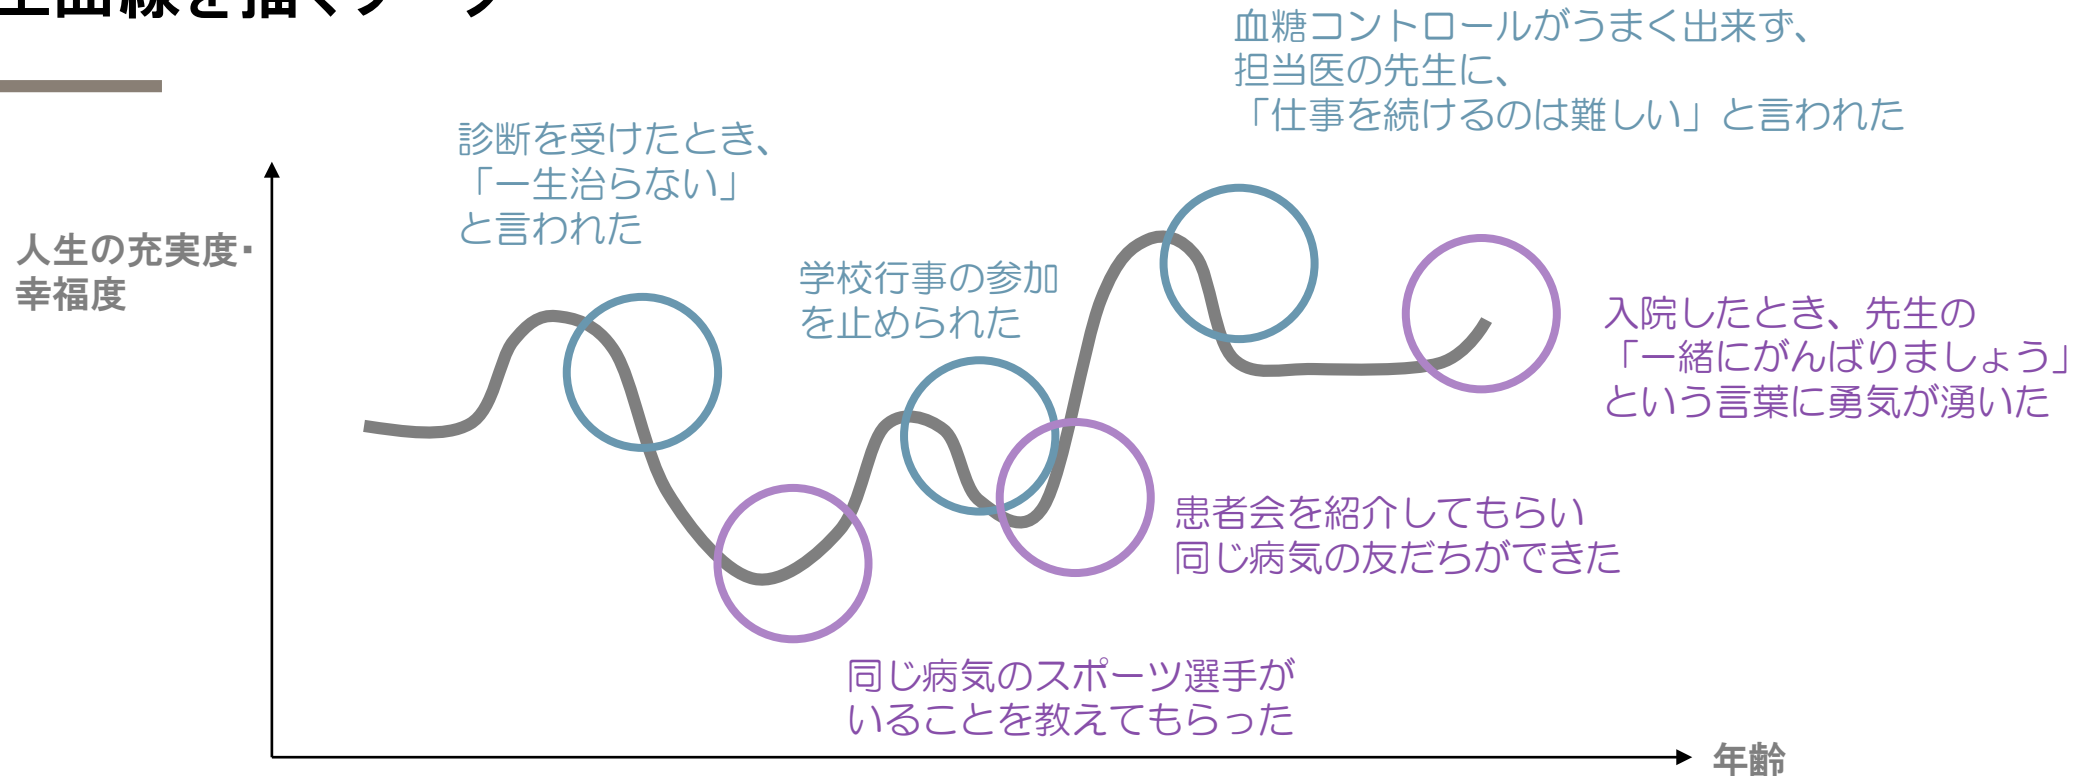 血糖コントロールがうまく出来ず、
担当医の先生に、
「仕事を続けるのは難しい」と言われた
診断を受けたとき、
「一生治らない」
と言われた
人生の充実度・
幸福度
学校行事の参加
を止められた
入院したとき、先生の
「一緒にがんばりましょう」
という言葉に勇気が湧いた
患者会を紹介してもらい
同じ病気の友だちができた
同じ病気のスポーツ選手が
いることを教えてもらった
年齢